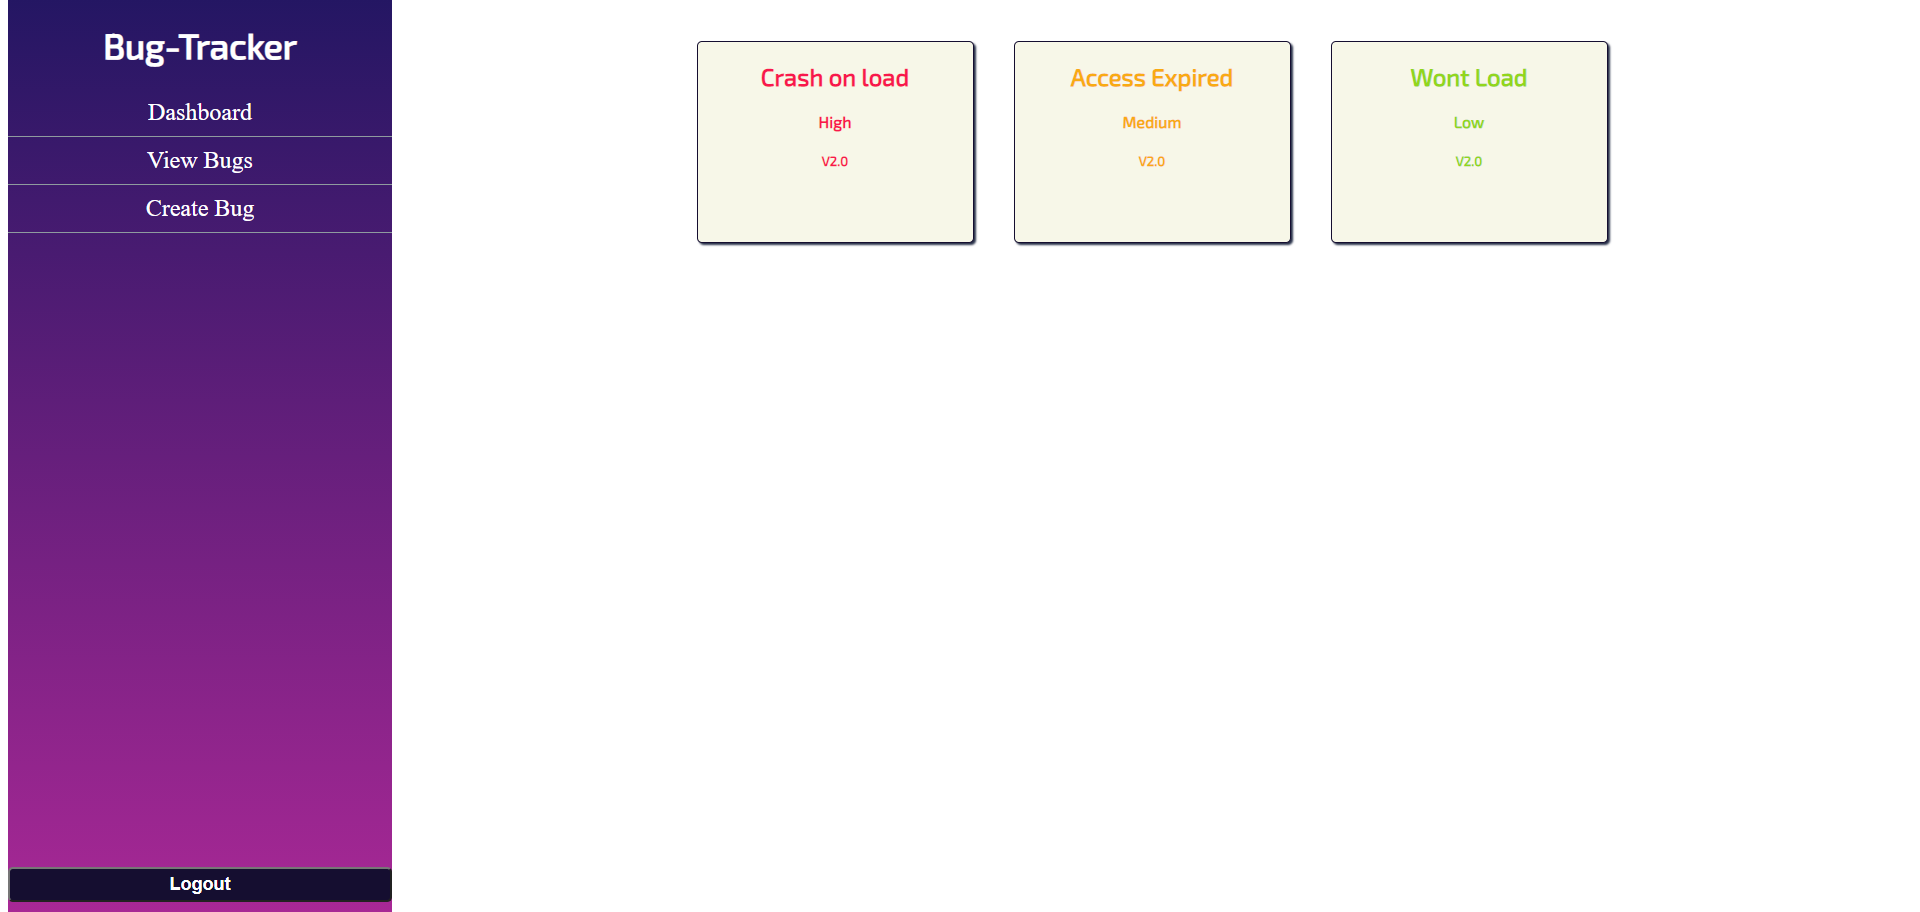 Bug-Tracker
Dashboard
View Bugs
Create Bug
Logout
Crash on load
High
V2.0
Access Expired
Medium
V2.0
Wont Load
Low
V2.0